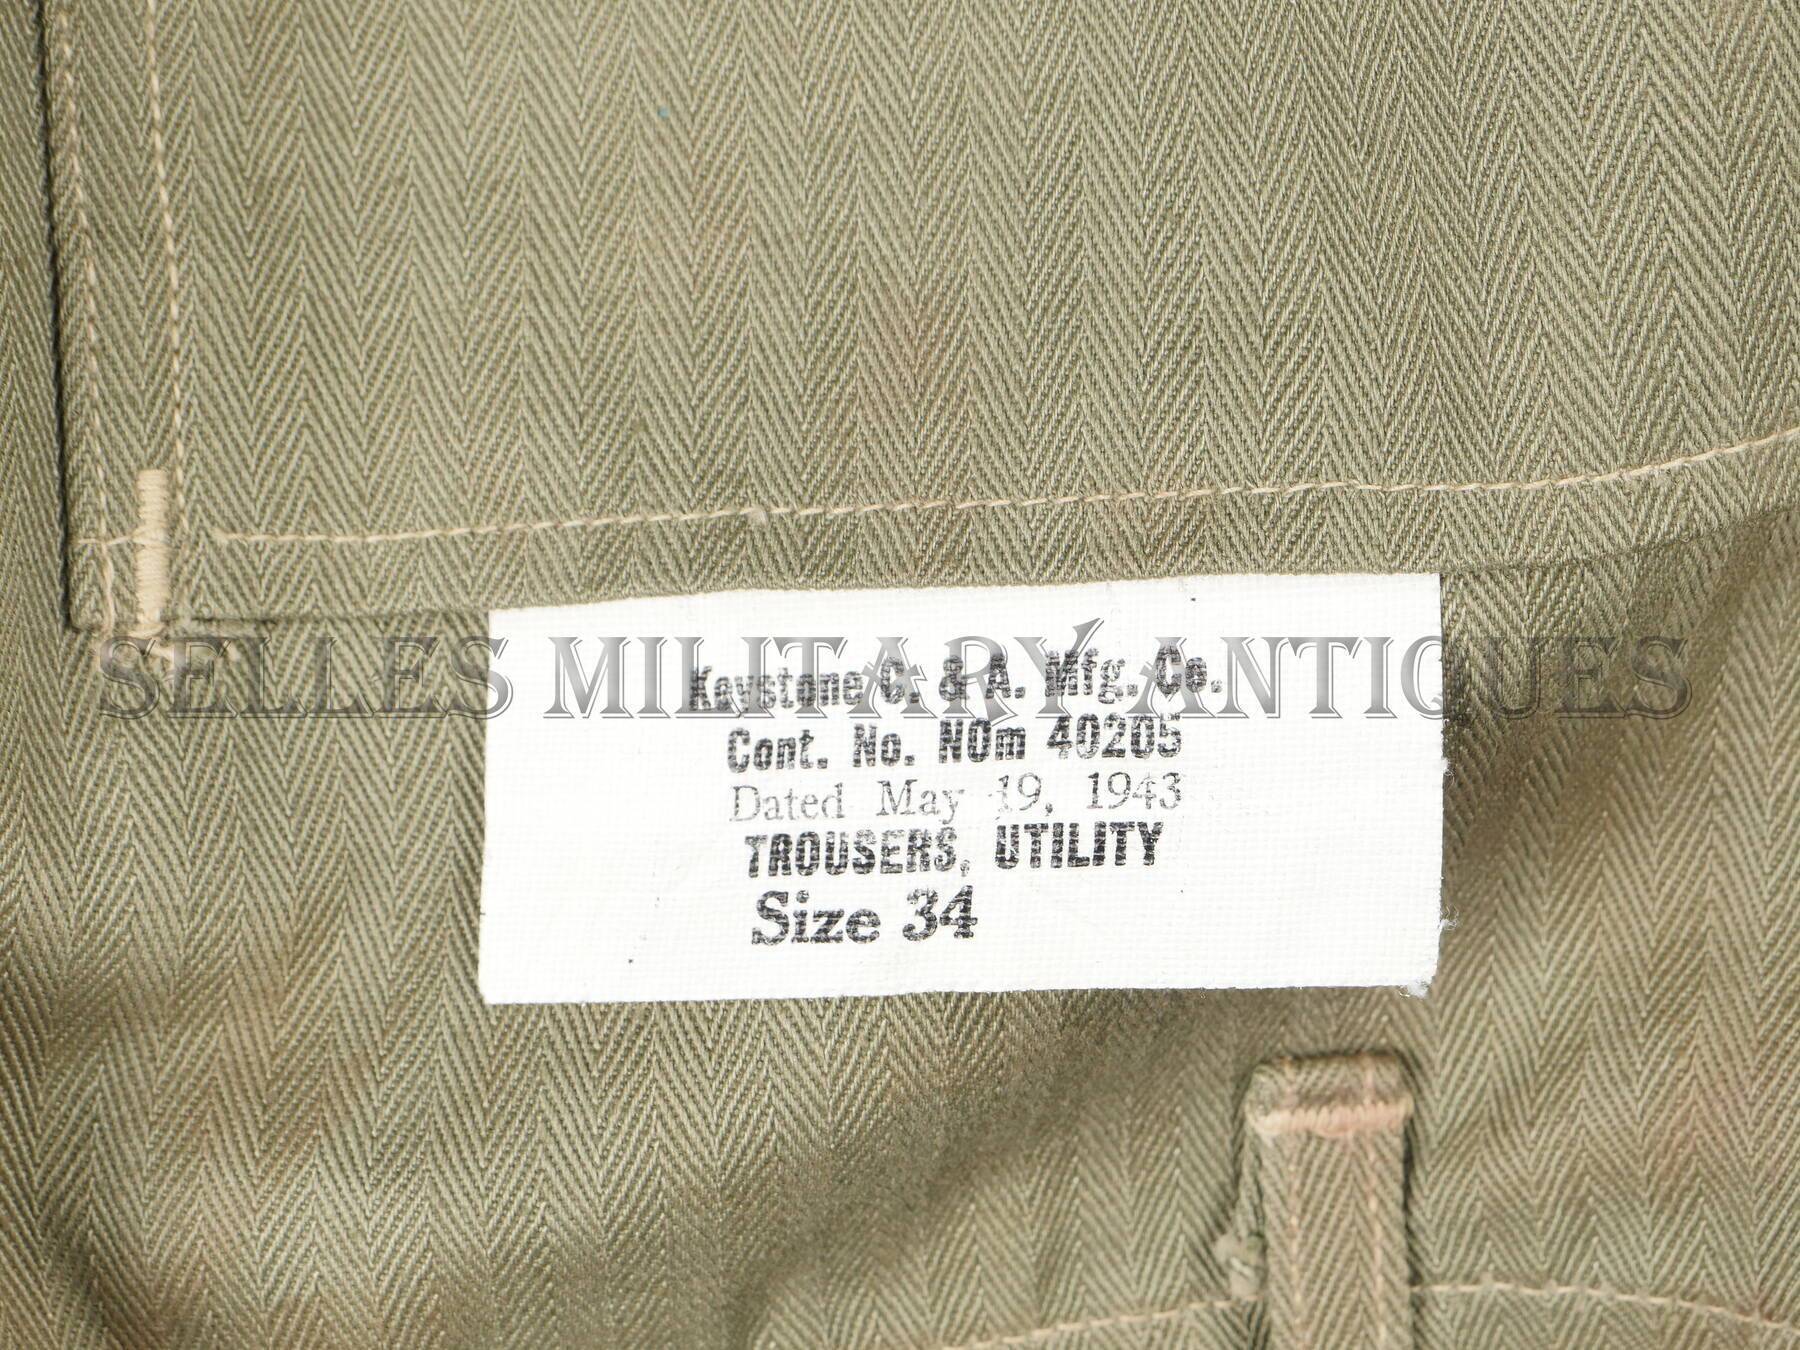 SELLES MILITARY ANTIQUES
Keystone C. & A. Mfg. Co.
Cont. No. NOm 40205
Dated May 19, 1943
TROUSERS, UTILITY
Size 34